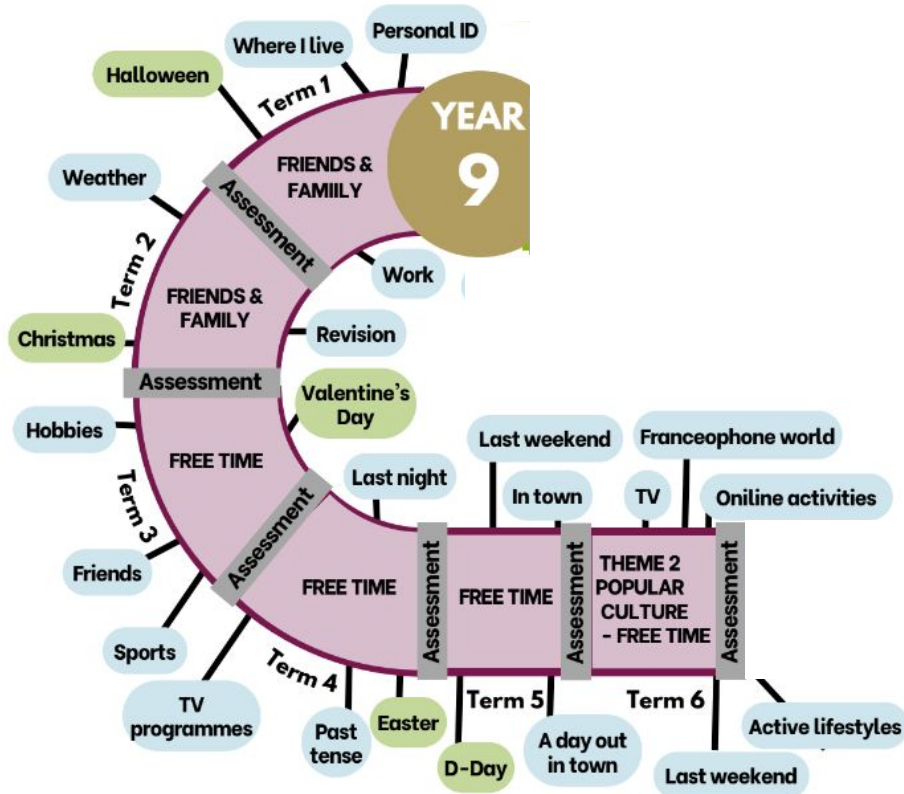 YEAR
9
Personal ID
Where I live
Halloween
Term 1
FRIENDS &
FAMIILY
Work
Assessment
Weather
Term 2
FRIENDS &
FAMILY
Revision
Christmas
Assessment
Valentine's
Day
Hobbies
FREE TIME
Term 3
Friends
Sports
Assessment
Last night
FREE TIME
TV
programmes
Term 4
Past
tense
Easter
Assessment
Last weekend
In town
FREE TIME
D-Day
Term 5
A day out
in town
Assessment
TV
Franceophone world
Oniline activities
THEME 2
POPULAR
CULTURE
- FREE TIME
Term 6
Assessment
Last weekend
Active lifestyles